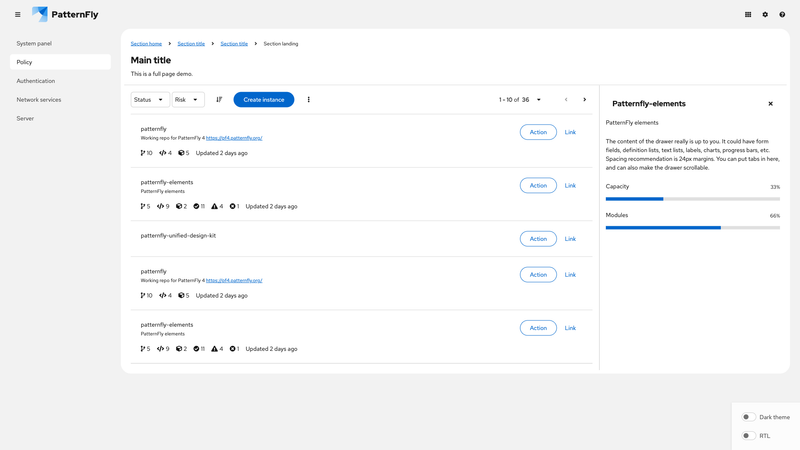 PatternFly
System panel
Policy
Authentication
Network services
Server
Section home
Section title
Section title
Section landing
Main title
This is a full page demo.
Status
Risk
Create instance
1 - 10 of 36
patternfly
Working repo for PatternFly 4 https://pf4.patternfly.org/
10 4 5 Updated 2 days ago
Action
Link
patternfly-elements
PatternFly elements
5 9 2 11 4 1 Updated 2 days ago
Action
Link
patternfly-unified-design-kit
Action
Link
patternfly
Working repo for PatternFly 4 https://pf4.patternfly.org/
10 4 5 Updated 2 days ago
Action
Link
patternfly-elements
PatternFly elements
5 9 2 11 4 1 Updated 2 days ago
Action
Link
Patternfly-elements
PatternFly elements
The content of the drawer really is up to you. It could have form
fields, definition lists, text lists, labels, charts, progress bars, etc.
Spacing recommendation is 24px margins. You can put tabs in here,
and can also make the drawer scrollable.
Capacity
33%
Modules
66%
Dark theme
RTL